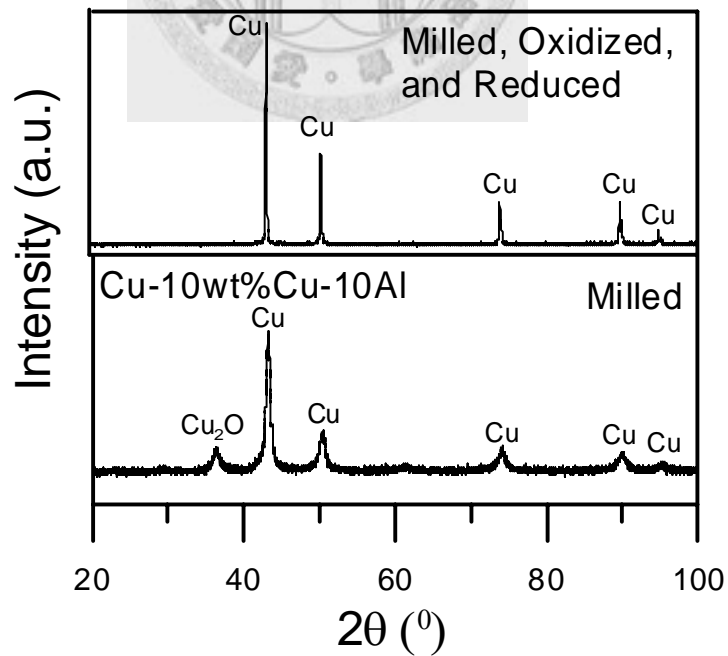 Cu
Milled, Oxidized,
and Reduced
Cu
Cu
Cu
Cu
Intensity (a.u.)
Cu-10wt%Cu-10Al
Milled
Cu
Cu₂O
Cu
Cu
Cu
Cu
20
40
60
80
100
2θ (⁰)